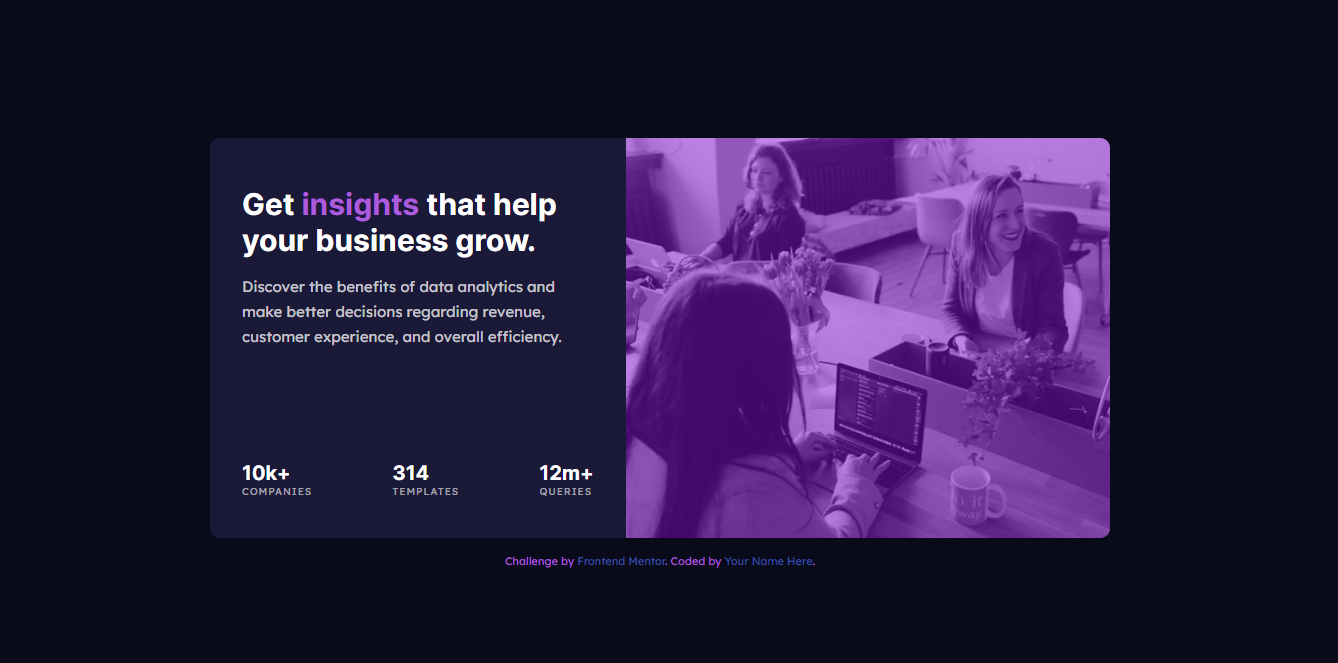 Get insights that help
your business grow.
Discover the benefits of data analytics and
make better decisions regarding revenue,
customer experience, and overall efficiency.
10k+
314
12m+
COMPANIES
TEMPLATES
QUERIES
Challenge by Frontend Mentor. Coded by Your Name Here.